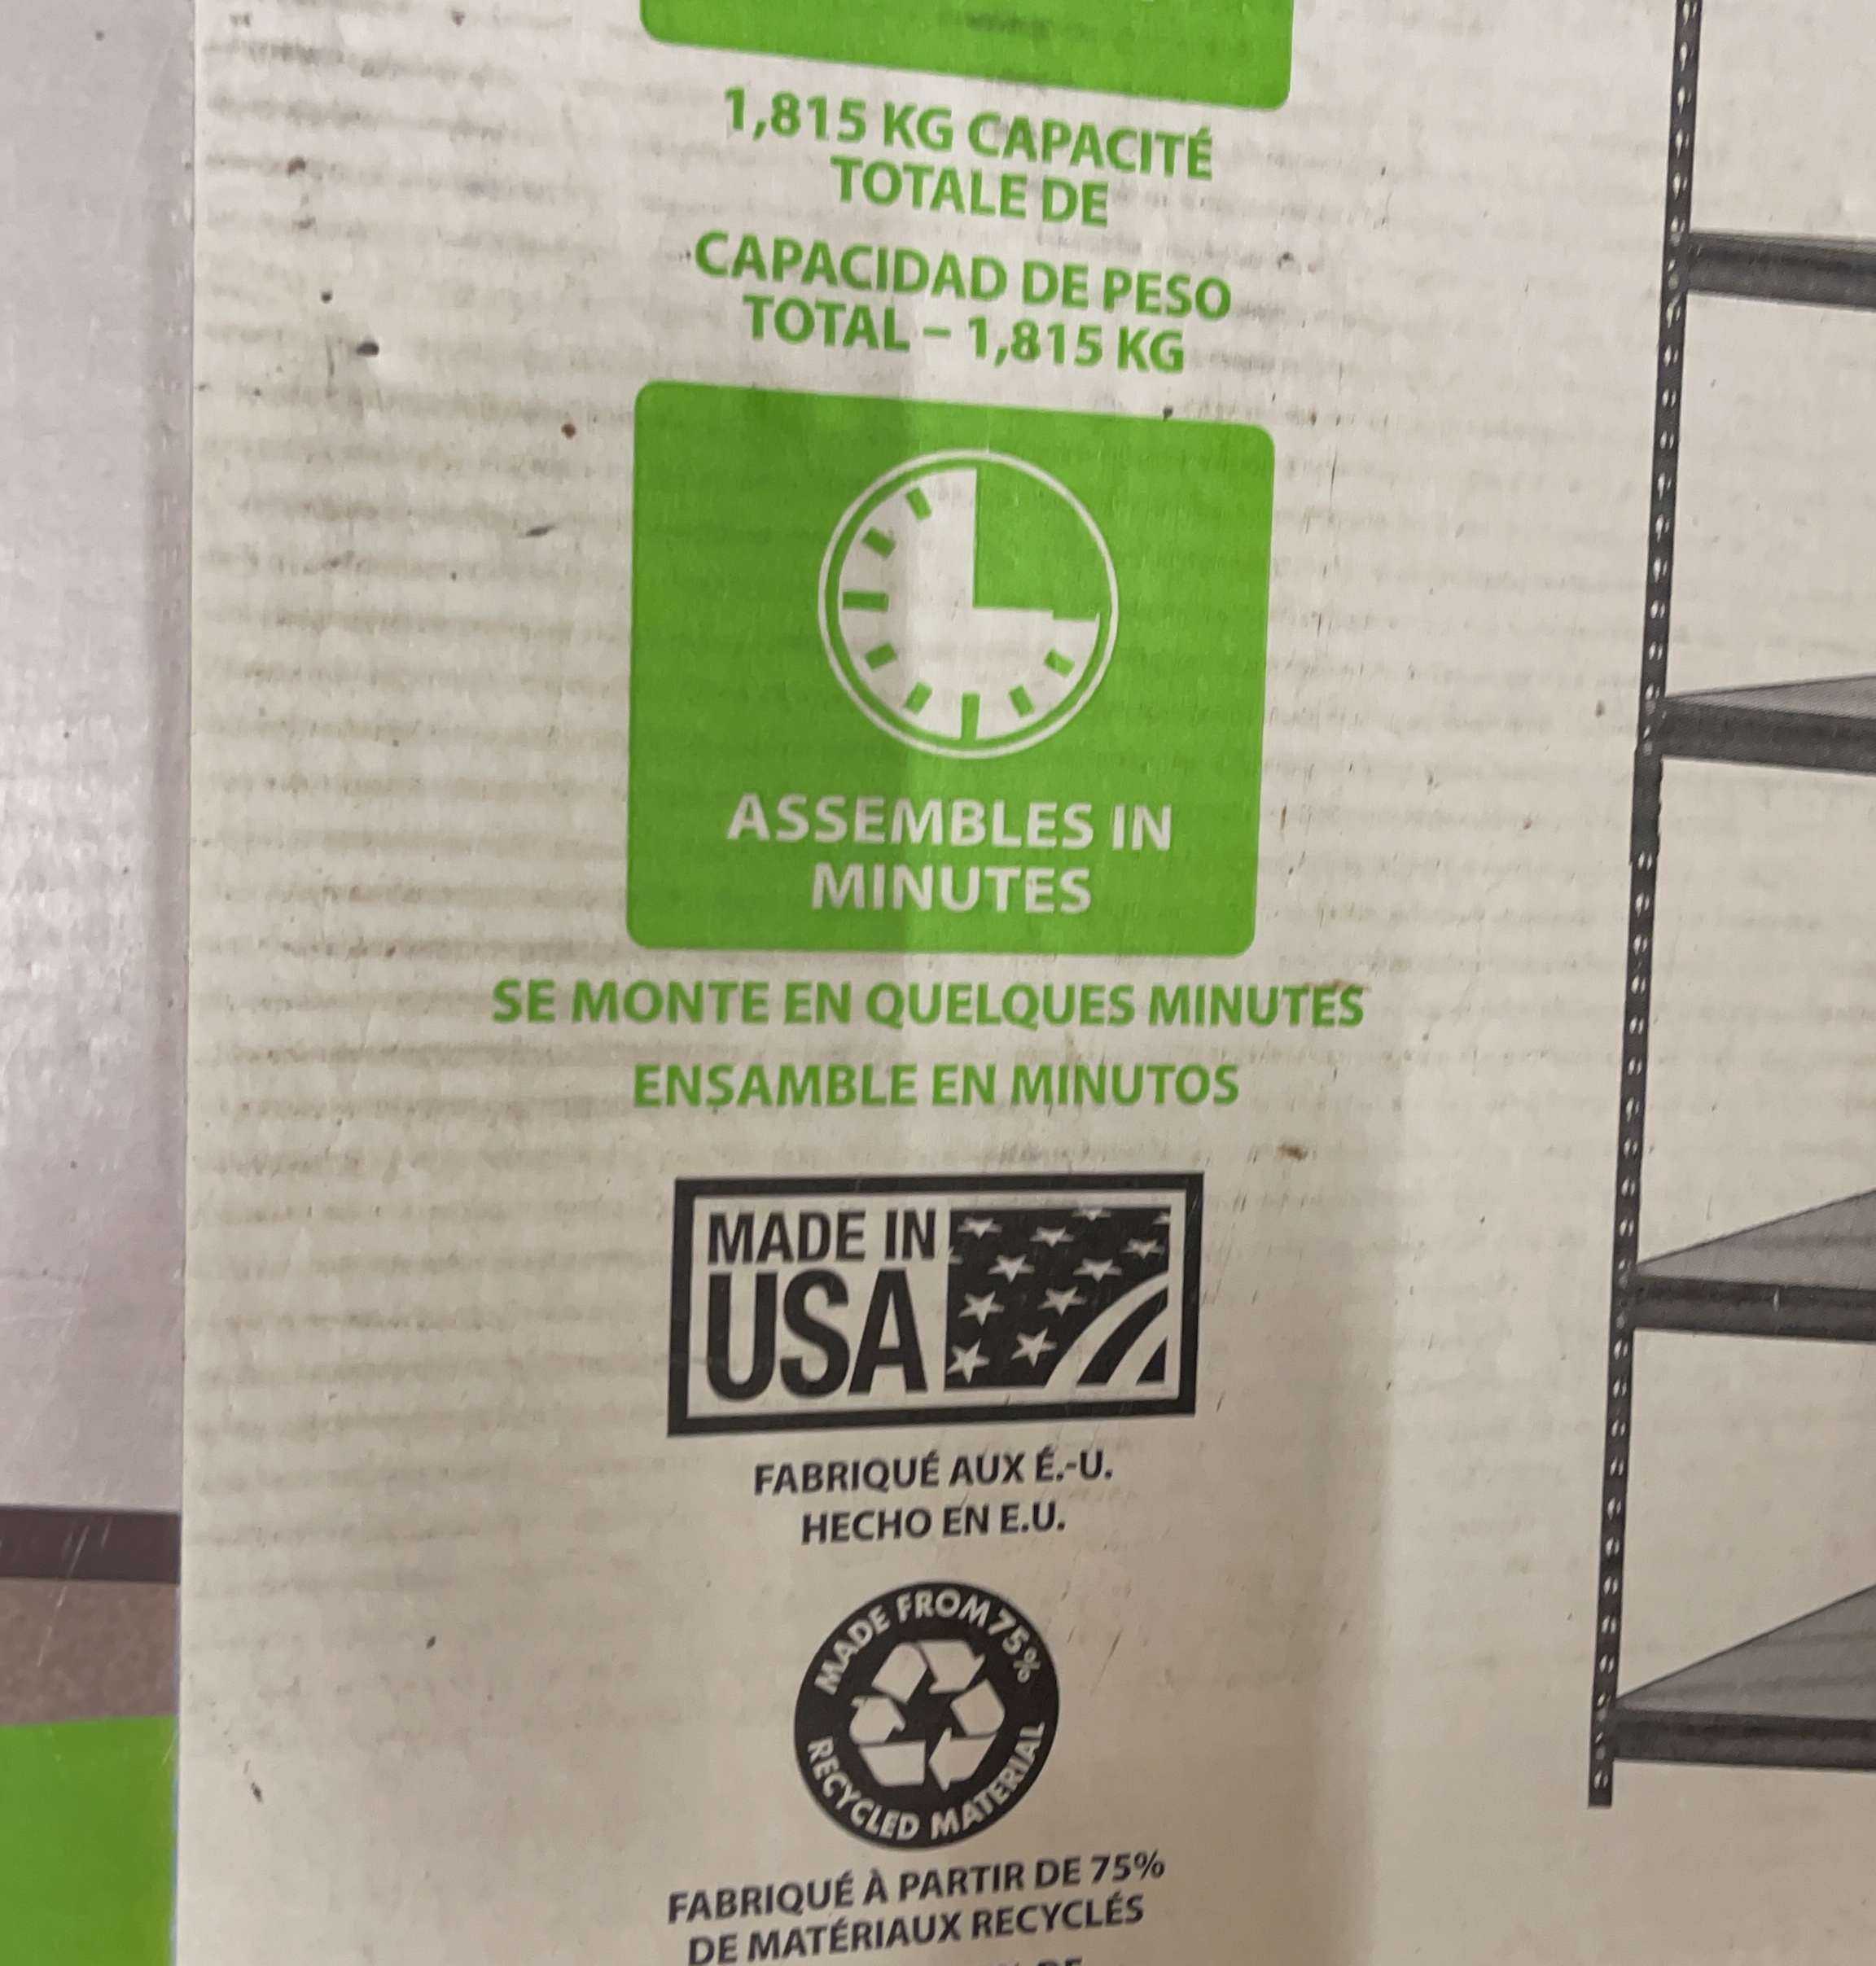 1,815 KG CAPACITÉ
TOTALE DE
CAPACIDAD DE PESO
TOTAL – 1,815 KG
ASSEMBLES IN
MINUTES
SE MONTE EN QUELQUES MINUTES
ENSAMBLE EN MINUTOS
MADE IN
USA
FABRIQUÉ AUX É.-U.
HECHO EN E.U.
MADE FROM 75%
RECYCLED MATERIAL
FABRIQUÉ À PARTIR DE 75%
DE MATÉRIAUX RECYCLÉS